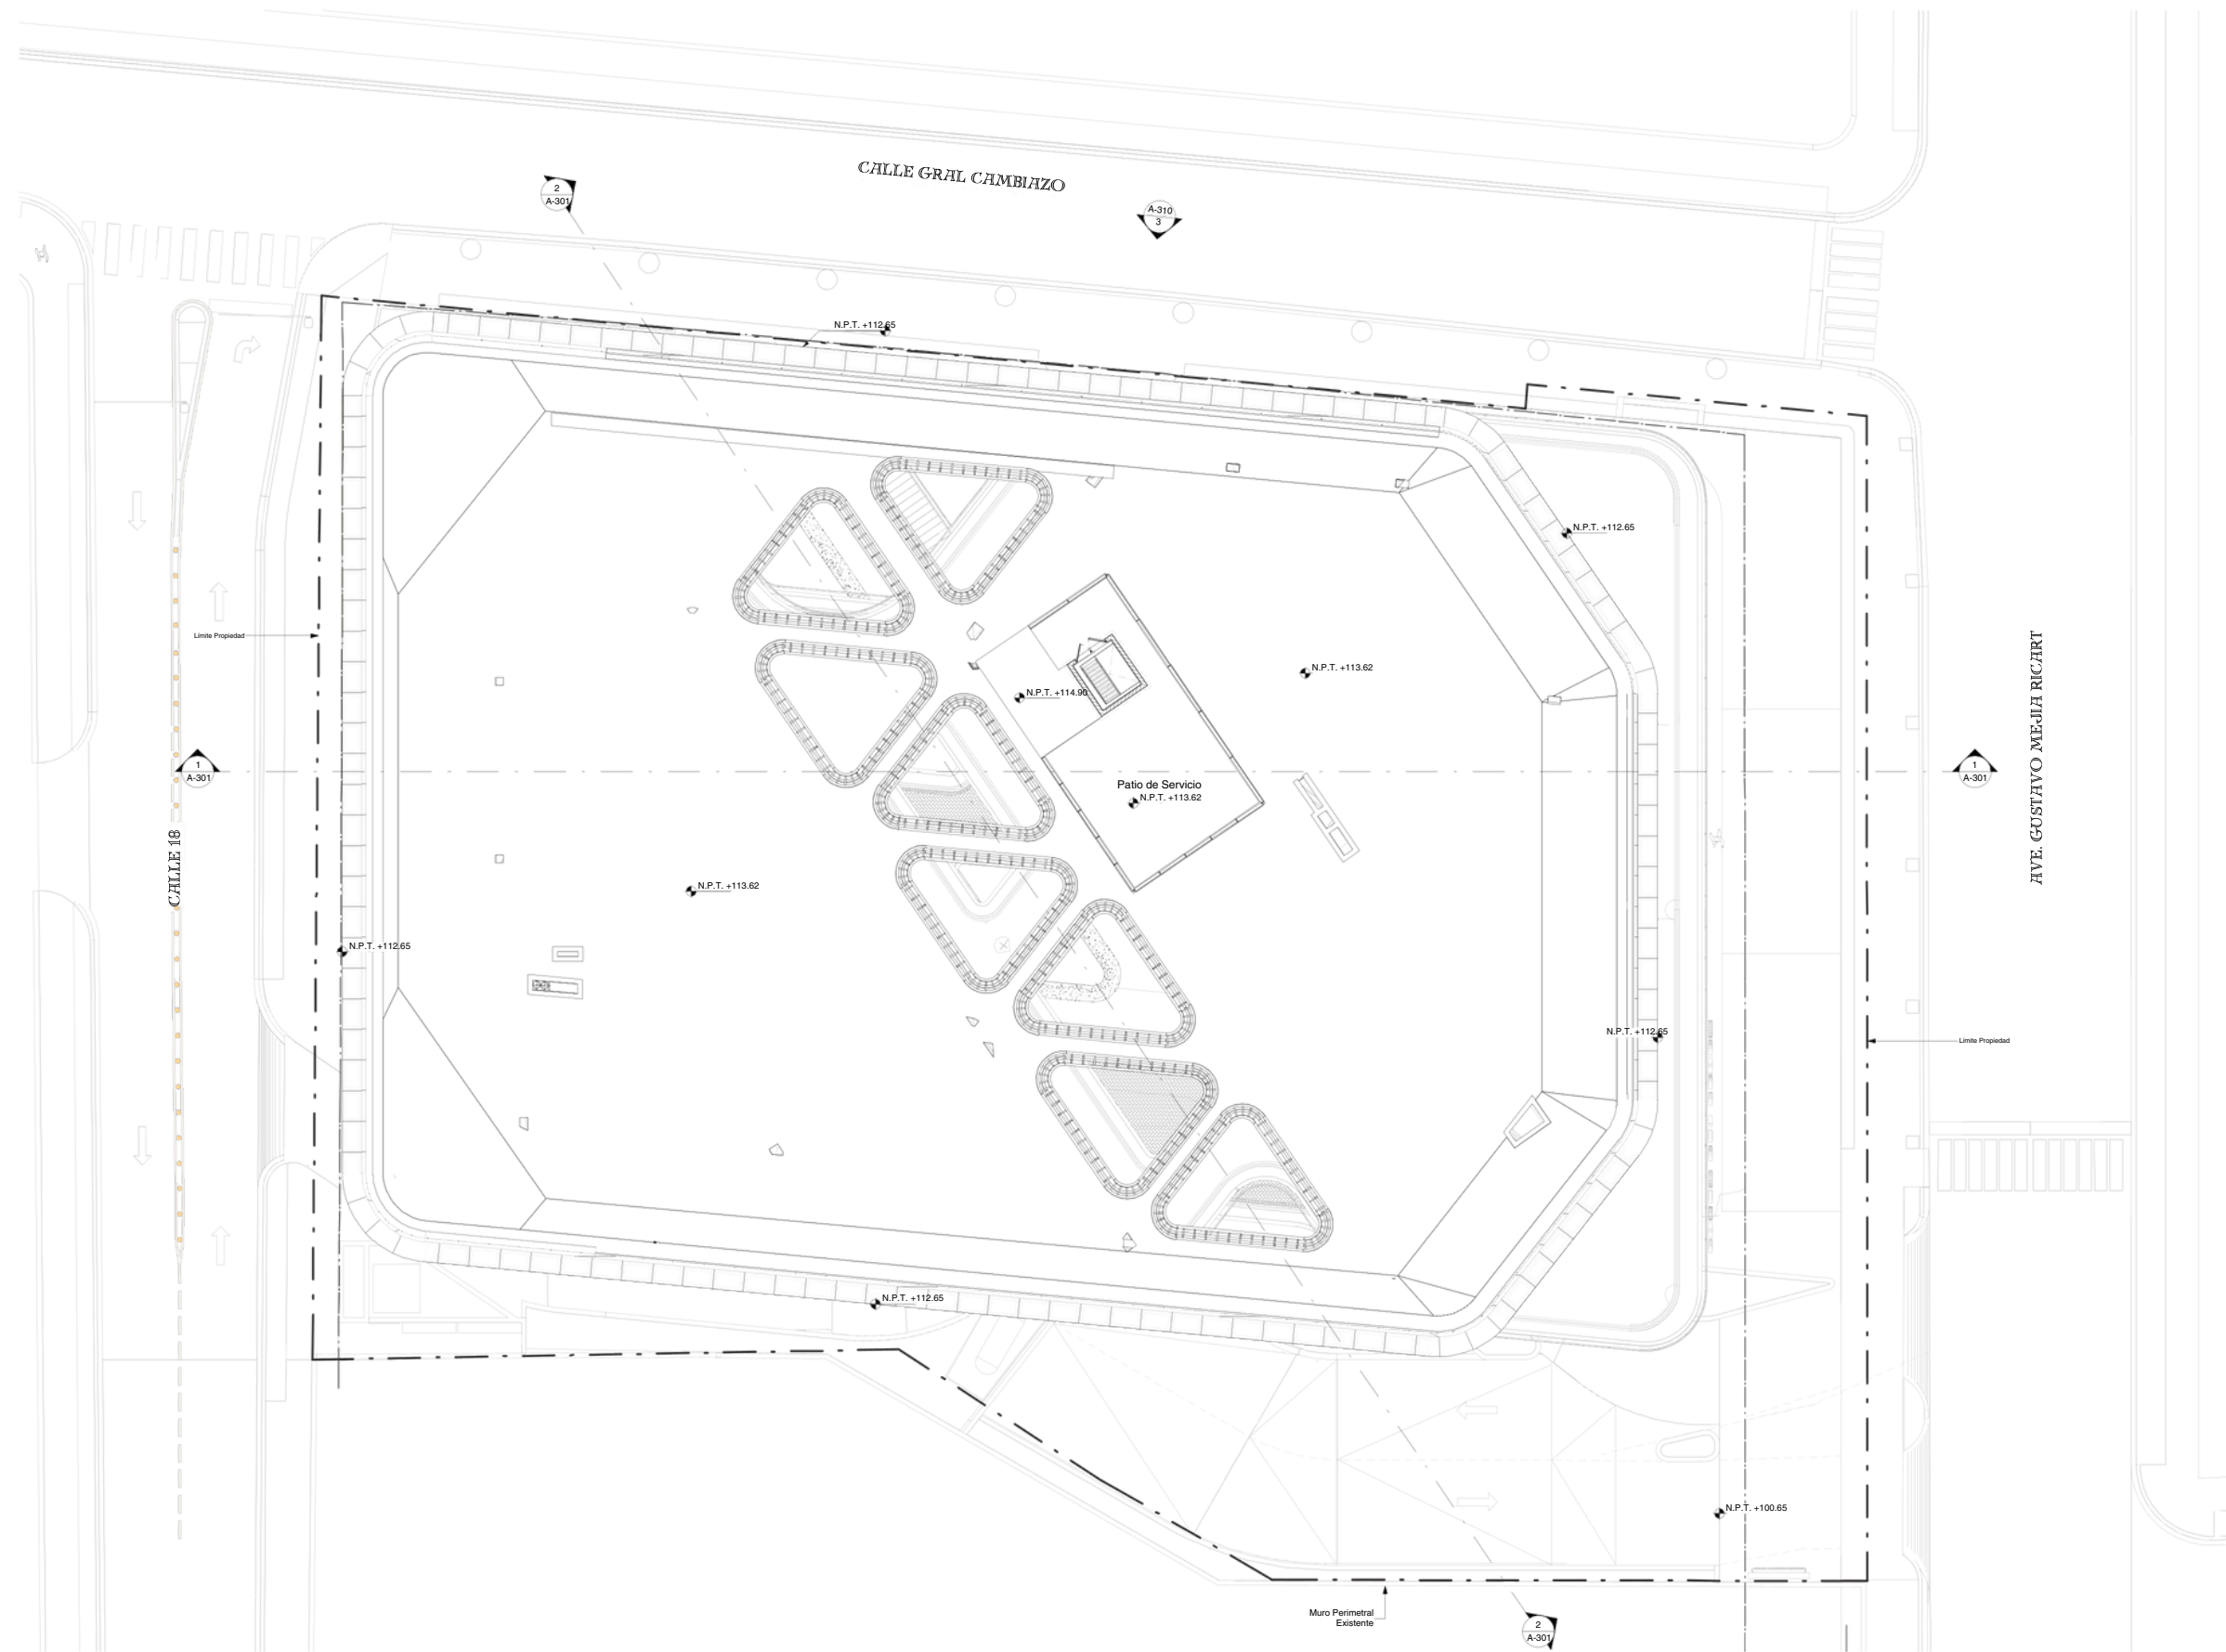 CALLE GRAL CAMBIAZO
2
A-301
A-310
3
N.P.T. +112.65
N.P.T. +112.65
Límite Propiedad
N.P.T. +113.62
N.P.T. +114.90
1
A-301
1
A-301
AVE. GUSTAVO MEJIA RICART
Patio de Servicio
N.P.T. +113.62
CALLE 18
N.P.T. +113.62
N.P.T. +112.65
N.P.T. +112.65
Límite Propiedad
N.P.T. +112.65
N.P.T. +100.65
Muro Perimetral
Existente
2
A-301